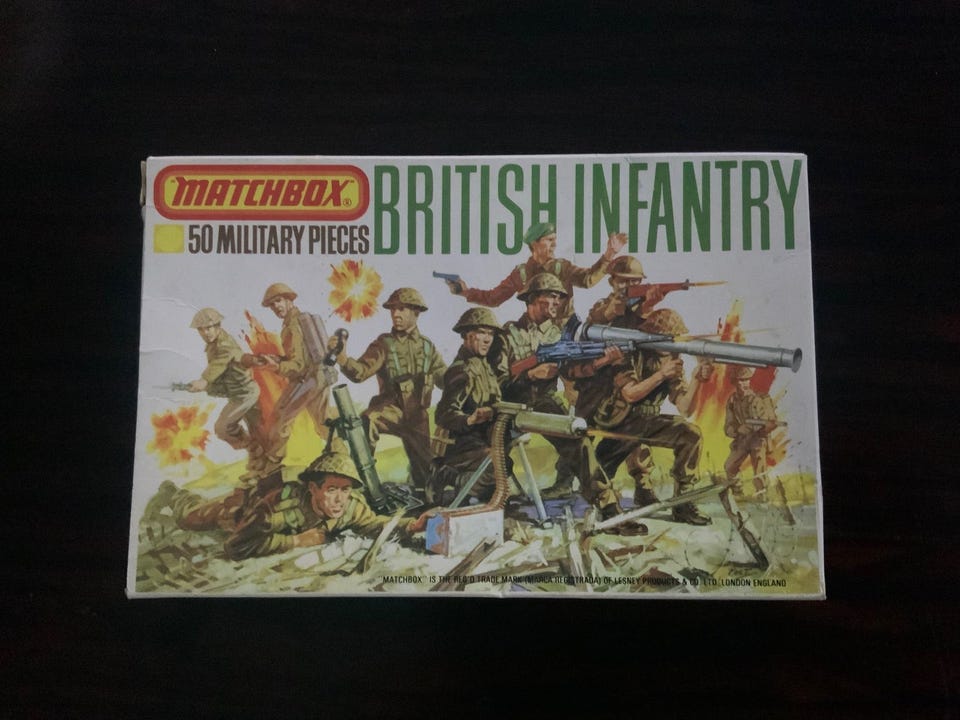 "MATCHBOX"®
50 MILITARY PIECES
BRITISH INFANTRY
"MATCHBOX" IS THE REG'D TRADE MARK (MARCA REGISTRADA) OF LESNEY PRODUCTS & CO. LTD. LONDON ENGLAND